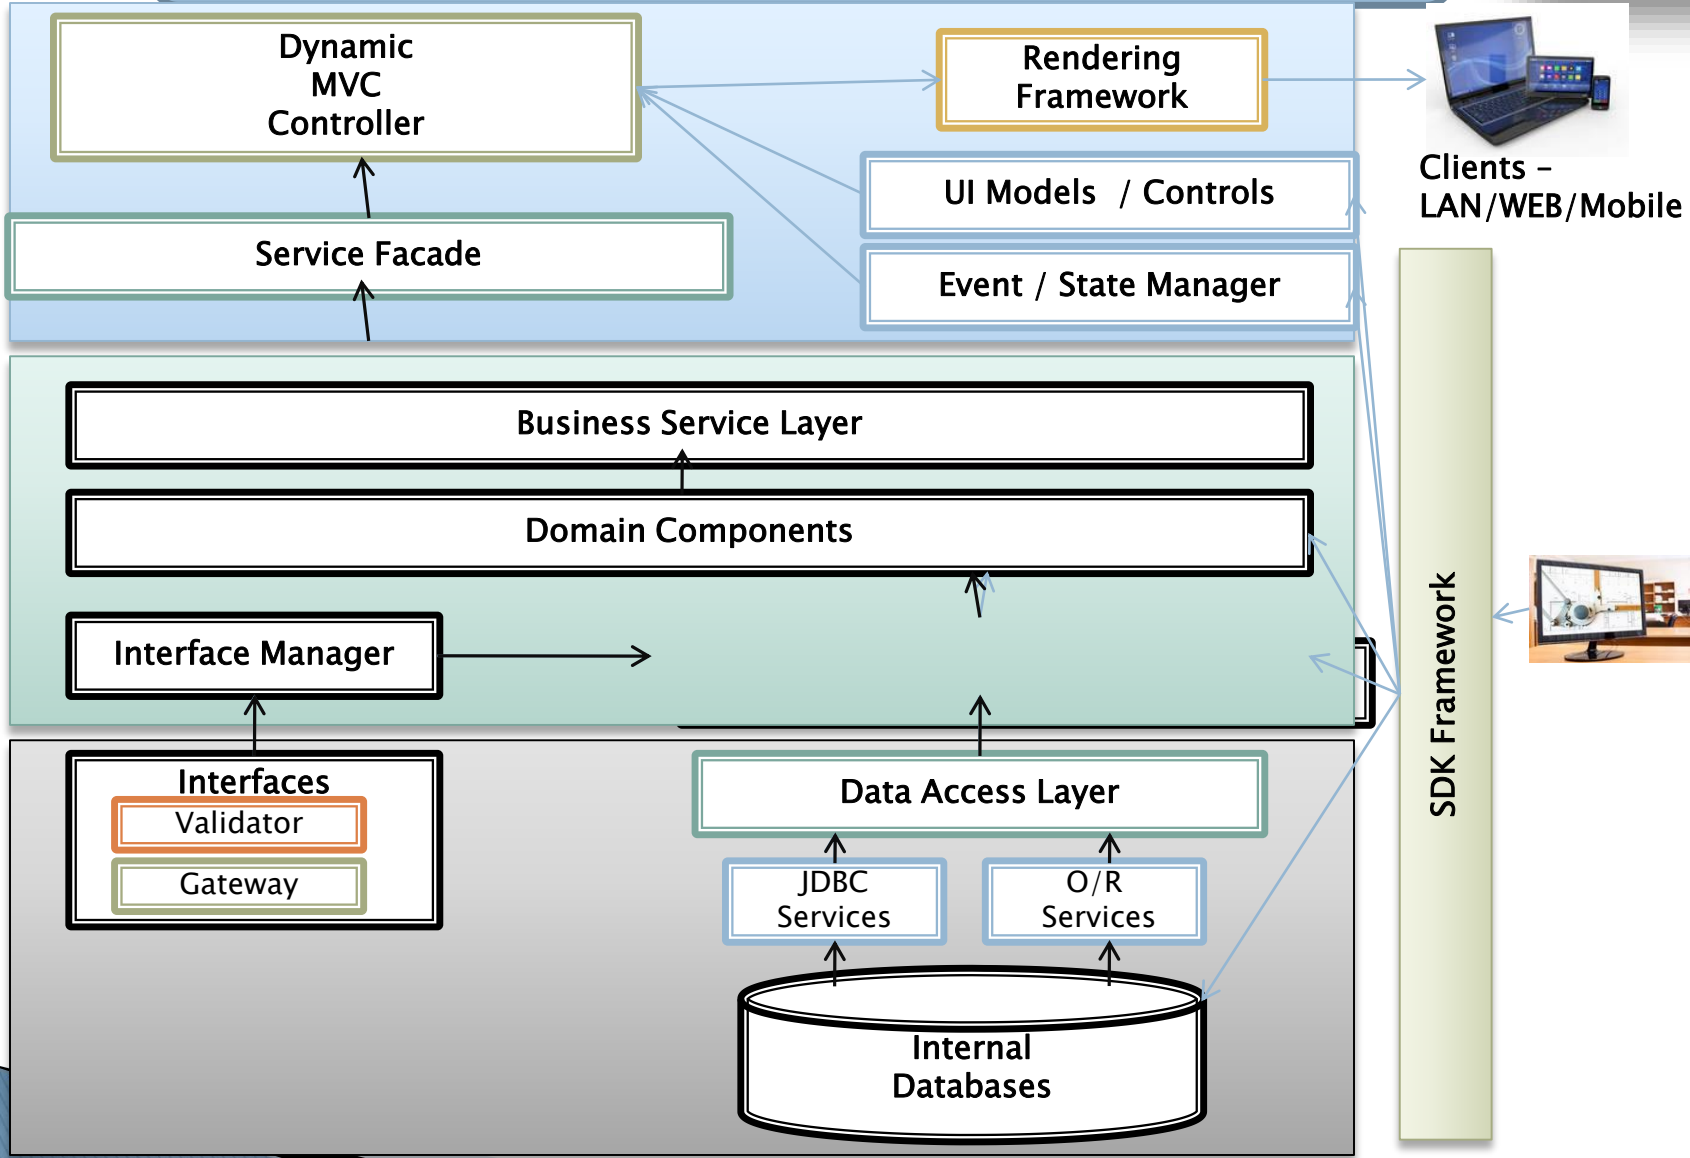 Dynamic
MVC
Controller
Rendering
Framework
Clients –
LAN/WEB/Mobile
UI Models / Controls
Service Facade
Event / State Manager
Business Service Layer
Domain Components
Interface Manager
SDK Framework
Interfaces
Validator
Gateway
Data Access Layer
JDBC
Services
O/R
Services
Internal
Databases